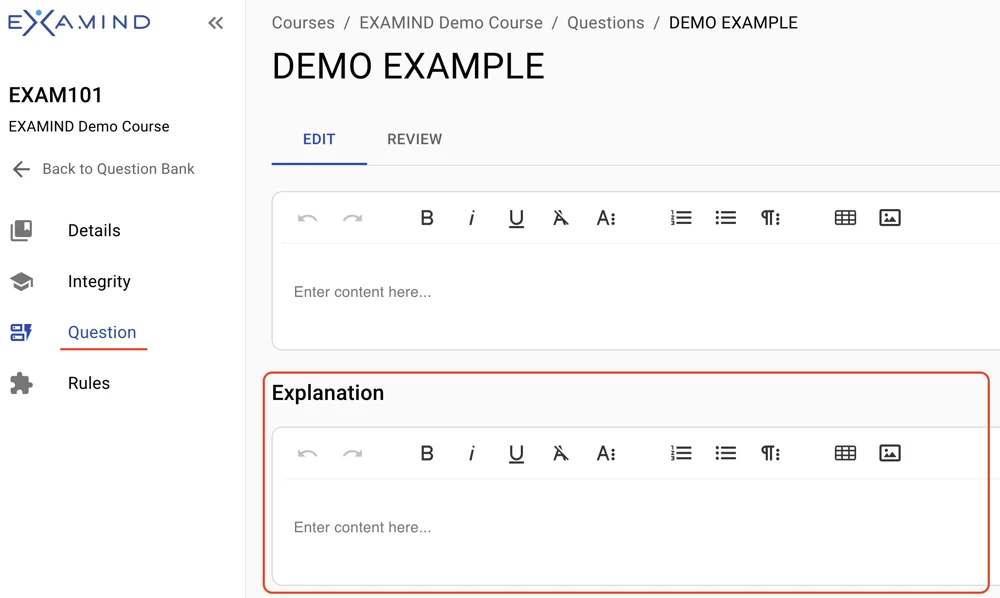 EXAMIND
EXAM101
EXAMIND Demo Course
Back to Question Bank
Details
Integrity
Question
Rules
Courses / EXAMIND Demo Course / Questions / DEMO EXAMPLE
DEMO EXAMPLE
EDIT REVIEW
B i U A A
Enter content here...
Explanation
B i U A A
Enter content here...